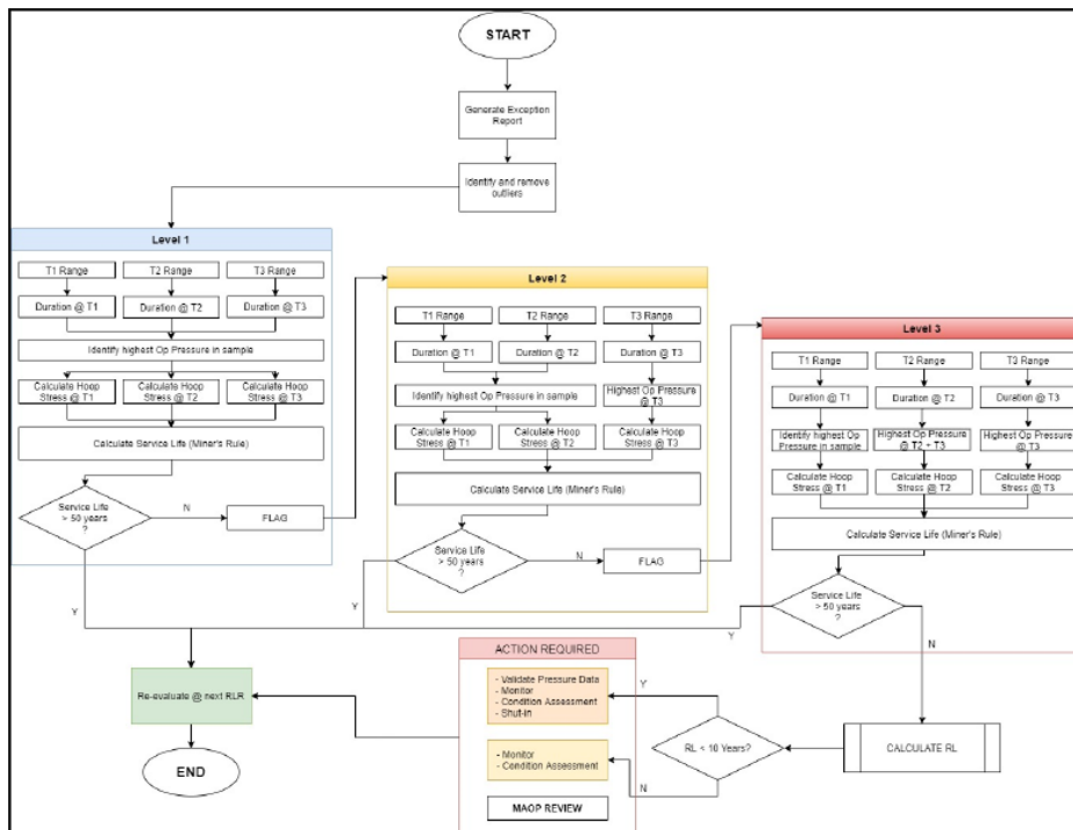 START
Generate Exception
Report
Identify and remove
outliers
Level 1
T1 Range
T2 Range
T3 Range
Duration @ T1
Duration @ T2
Duration @ T3
Identify highest Op Pressure in sample
Calculate Hoop
Stress @ T1
Calculate Hoop
Stress @ T2
Calculate Hoop
Stress @ T3
Calculate Service Life (Miner's Rule)
Service Life
> 50 years
?
N
FLAG
Y
Level 2
T1 Range
T2 Range
T3 Range
Duration @ T1
Duration @ T2
Duration @ T3
Identify highest Op Pressure in sample
Highest Op Pressure
@ T3
Calculate Hoop
Stress @ T1
Calculate Hoop
Stress @ T2
Calculate Hoop
Stress @ T3
Calculate Service Life (Miner's Rule)
Service Life
> 50 years
?
N
FLAG
Y
Level 3
T1 Range
T2 Range
T3 Range
Duration @ T1
Duration @ T2
Duration @ T3
Identify highest Op
Pressure in sample
Highest Op Pressure
@ T2 + T3
Highest Op Pressure
@ T3
Calculate Hoop
Stress @ T1
Calculate Hoop
Stress @ T2
Calculate Hoop
Stress @ T3
Calculate Service Life (Miner's Rule)
Service Life
> 50 years
?
Y
N
CALCULATE RL
RL < 10 Years?
Y
N
ACTION REQUIRED
- Validate Pressure Data
- Monitor
- Condition Assessment
- Shut-in
- Monitor
- Condition Assessment
MAOP REVIEW
Re-evaluate @ next RLR
END